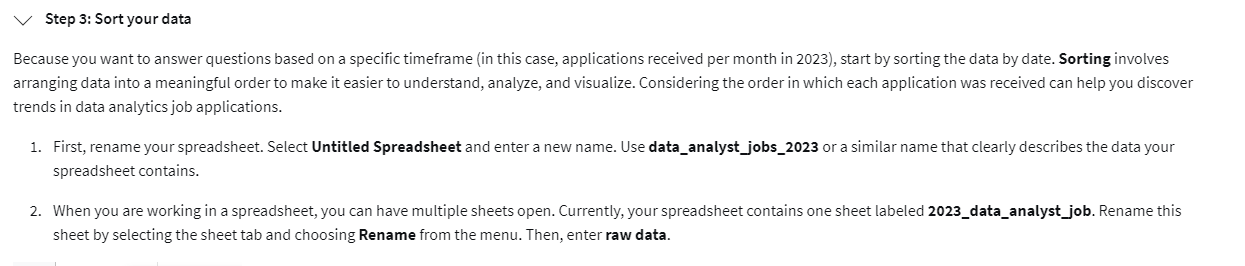 Step 3: Sort your data
Because you want to answer questions based on a specific timeframe (in this case, applications received per month in 2023), start by sorting the data by date. Sorting involves
arranging data into a meaningful order to make it easier to understand, analyze, and visualize. Considering the order in which each application was received can help you discover
trends in data analytics job applications.
1. First, rename your spreadsheet. Select Untitled Spreadsheet and enter a new name. Use data_analyst_jobs_2023 or a similar name that clearly describes the data your
spreadsheet contains.
2. When you are working in a spreadsheet, you can have multiple sheets open. Currently, your spreadsheet contains one sheet labeled 2023_data_analyst_job. Rename this
sheet by selecting the sheet tab and choosing Rename from the menu. Then, enter raw data.